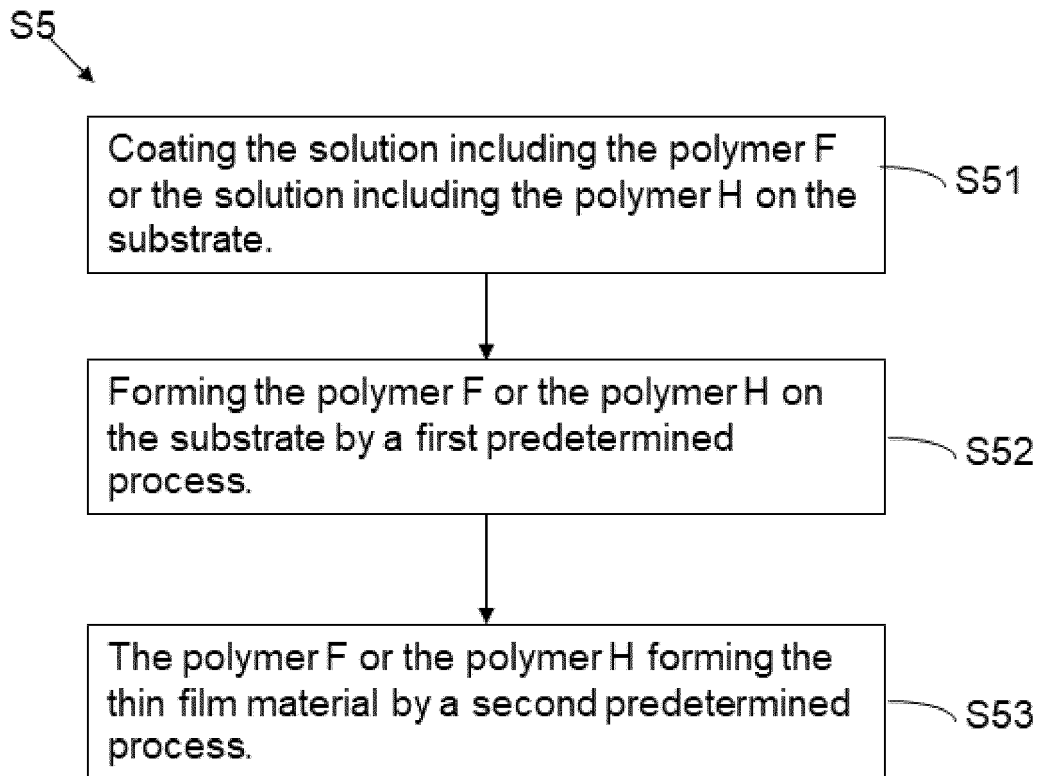 S5
Coating the solution including the polymer F
or the solution including the polymer H on the
substrate.
S51
Forming the polymer F or the polymer H on
the substrate by a first predetermined
process.
S52
The polymer F or the polymer H forming the
thin film material by a second predetermined
process.
S53